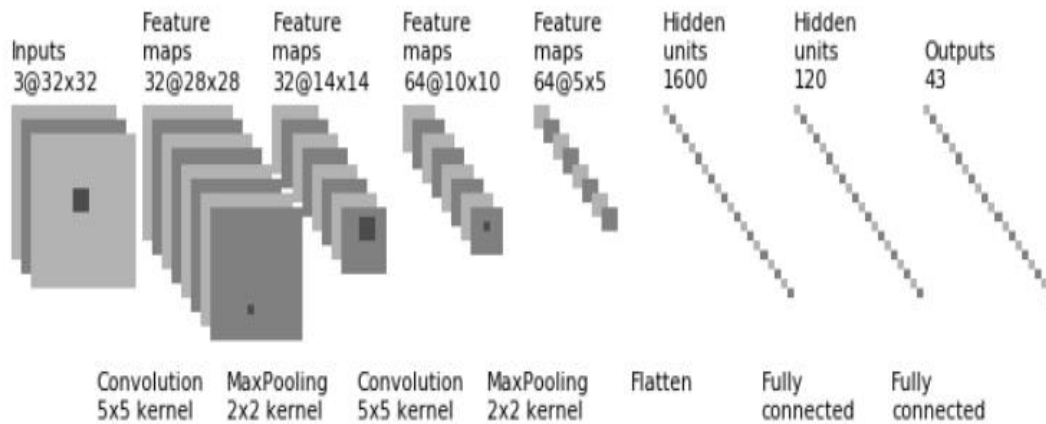 Inputs
3@32x32
Feature
maps
32@28x28
Feature
maps
32@14x14
Feature
maps
64@10x10
Feature
maps
64@5x5
Hidden
units
1600
Hidden
units
120
Outputs
43
Convolution
5x5 kernel
MaxPooling
2x2 kernel
Convolution
5x5 kernel
MaxPooling
2x2 kernel
Flatten
Fully
connected
Fully
connected